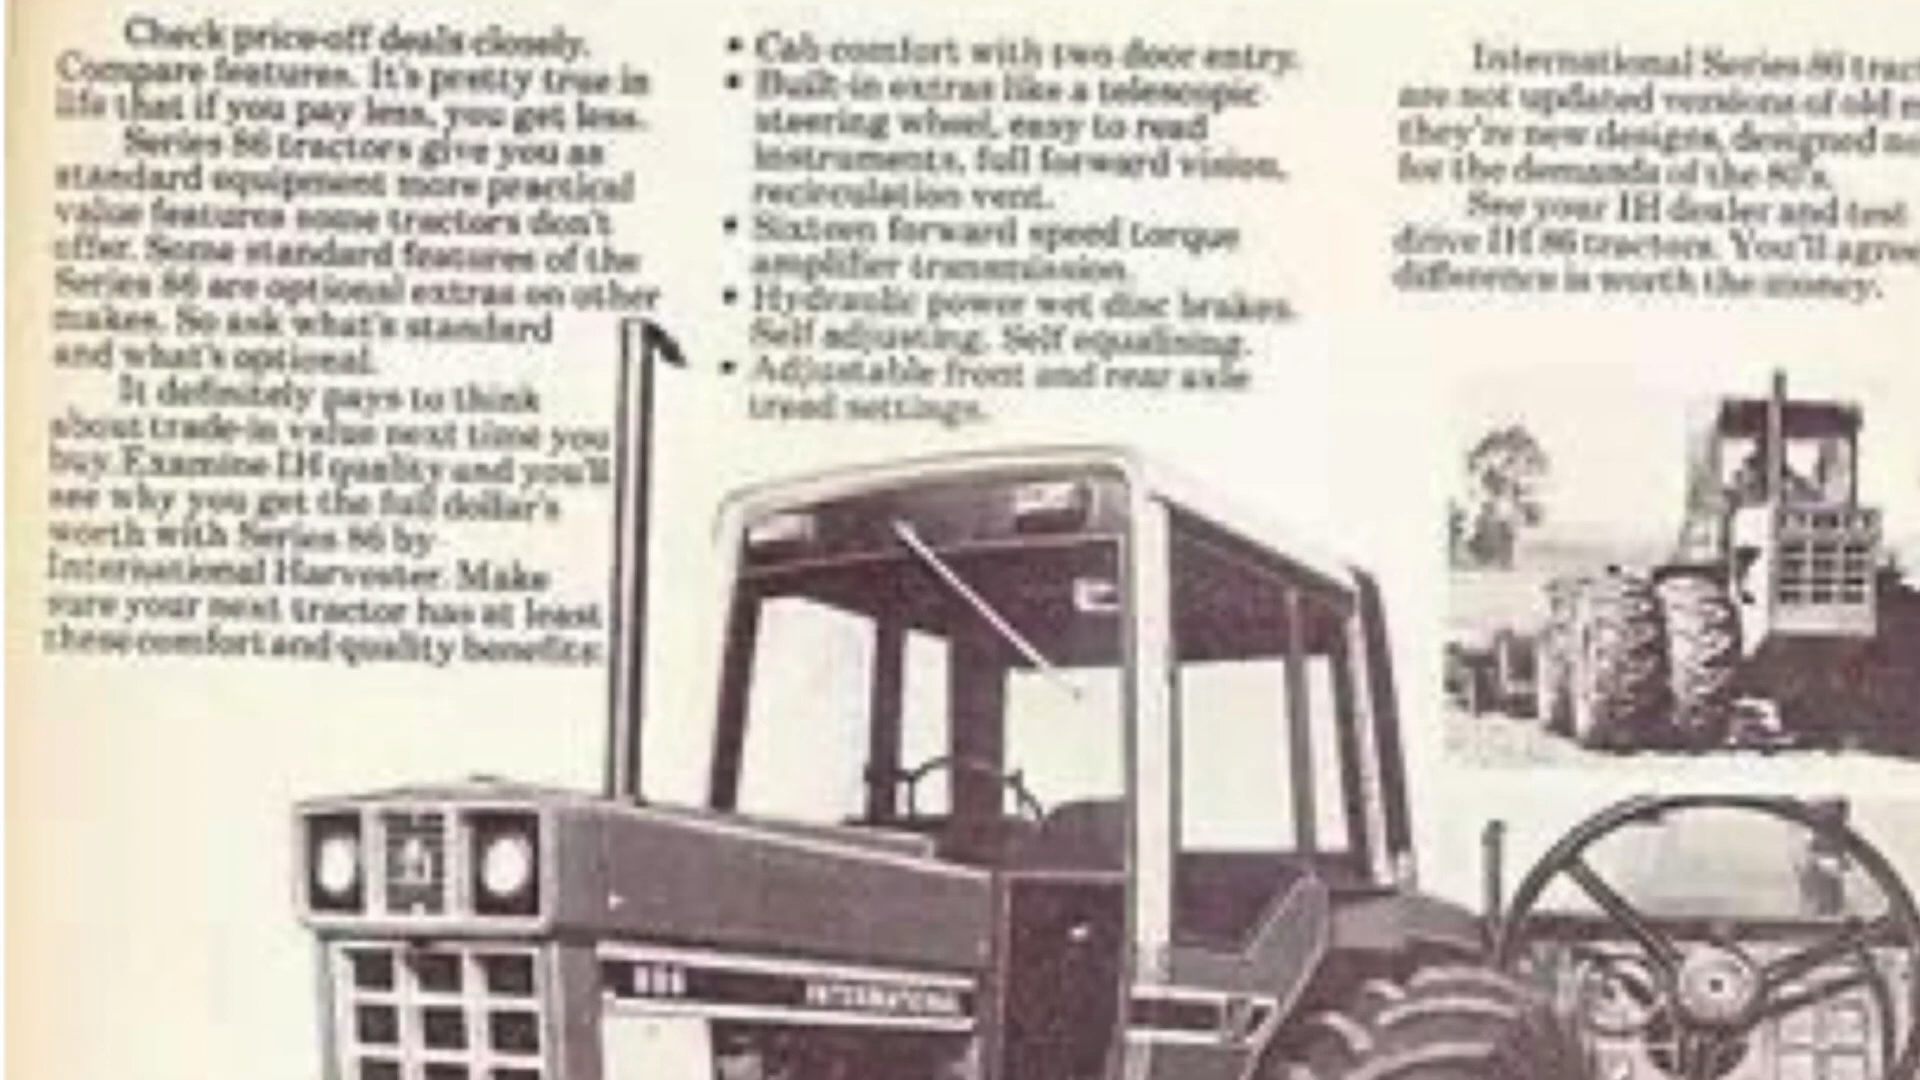 Check price-off deals closely.
Compare features. It's pretty true in
life that if you pay less, you get less.
Series 86 tractors give you as
standard equipment more practical
value features some tractors don't
offer. Some standard features of the
Series 86 are optional extras on other
makes. So ask what's standard
and what's optional.
It definitely pays to think
about trade-in value next time you
buy. Examine IH quality and you'll
see why you get the full dollar's
worth with Series 86 by
International Harvester. Make
sure your next tractor has at least
these comfort and quality benefits:
• Cab comfort with two door entry.
• Built-in extras like a telescopic
steering wheel, easy to read
instruments, full forward vision,
recirculation vent.
• Sixteen forward speed torque
amplifier transmission.
• Hydraulic power wet disc brakes.
Self adjusting. Self equalising.
• Adjustable front and rear axle
tread settings.
International Series 86 tract
are not updated versions of old
they're new designs, designed
for the demands of the 80's.
See your IH dealer and test
drive IH 86 tractors. You'll agree
difference is worth the money.
INTERNATIONAL